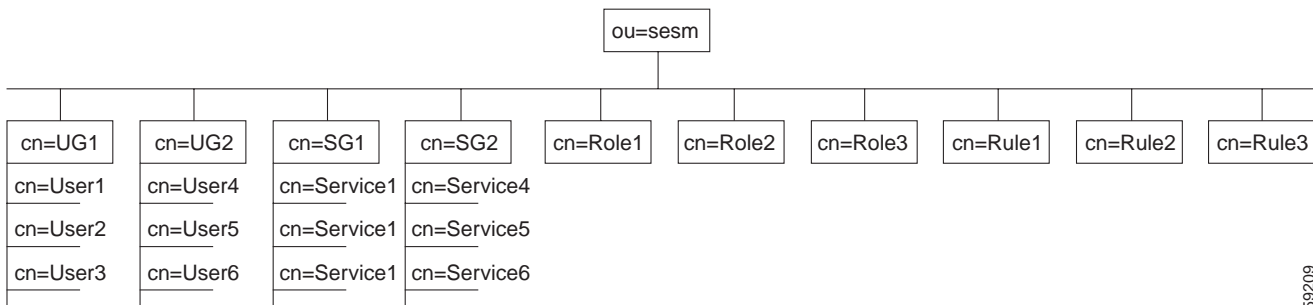 ou=sesm
cn=UG1 cn=UG2 cn=SG1 cn=SG2 cn=Role1 cn=Role2 cn=Role3 cn=Rule1 cn=Rule2 cn=Rule3
cn=User1 cn=User4 cn=Service1 cn=Service4
cn=User2 cn=User5 cn=Service1 cn=Service5
cn=User3 cn=User6 cn=Service1 cn=Service6
59209